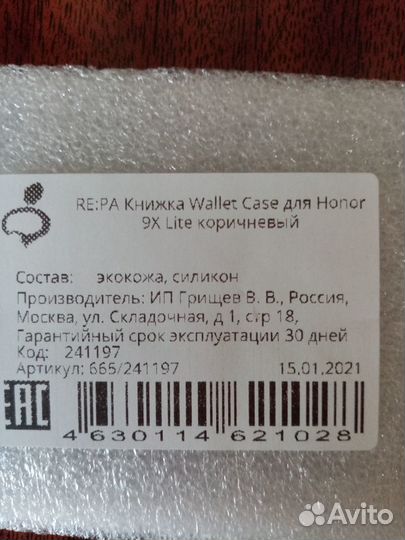 RE:PA Книжка Wallet Case для Honor
9X Lite коричневый
Состав: экокожа, силикон
Производитель: ИП Грищев В. В., Россия,
Москва, ул. Складочная, д 1, стр 18,
Гарантийный срок эксплуатации 30 дней
Код: 241197
Артикул: 665/241197 15.01.2021
EAC
4 630114 621028
Avito